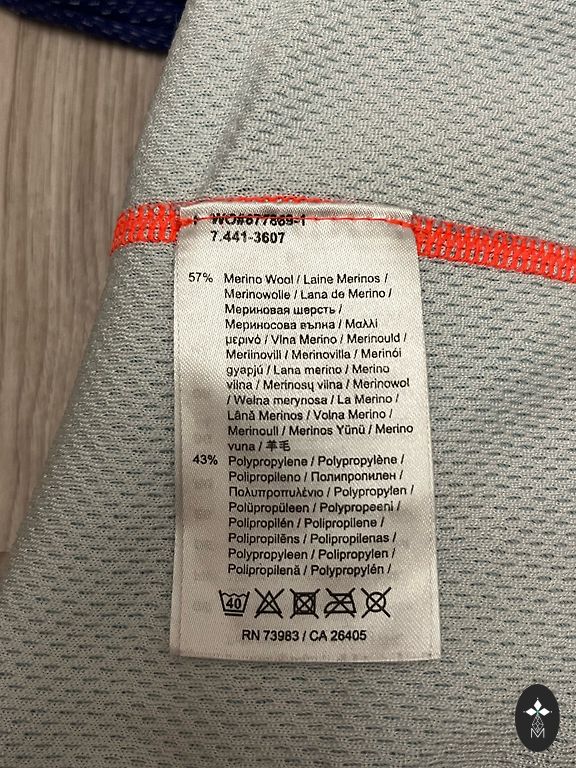 WO#677869-1
7.441-3607
57% Merino Wool / Laine Merinos /
Merinowolle / Lana de Merino /
Мериновая шерсть /
Мериносова вълна / Μαλλί
μερινό / Vlna Merino / Merinould /
Meriinovill / Merinovilla / Merinói
gyapjú / Lana merino / Merino
vilna / Merinosų vilna / Merinowol
/ Wełna merynosa / La Merino /
Lână Merinos / Volna Merino /
Merinoull / Merinos Yünü / Merino
vuna / 羊毛
43% Polypropylene / Polypropylène /
Polipropileno / Полипропилен /
Πολυπροπυλένιο / Polypropylen /
Polüpropüleen / Polypropeeni /
Polipropilén / Polipropilene /
Polipropilēns / Polipropilenas /
Polypropyleen / Polipropylen /
Polipropilenă / Polypropylén /
40
RN 73983 / CA 26405
M